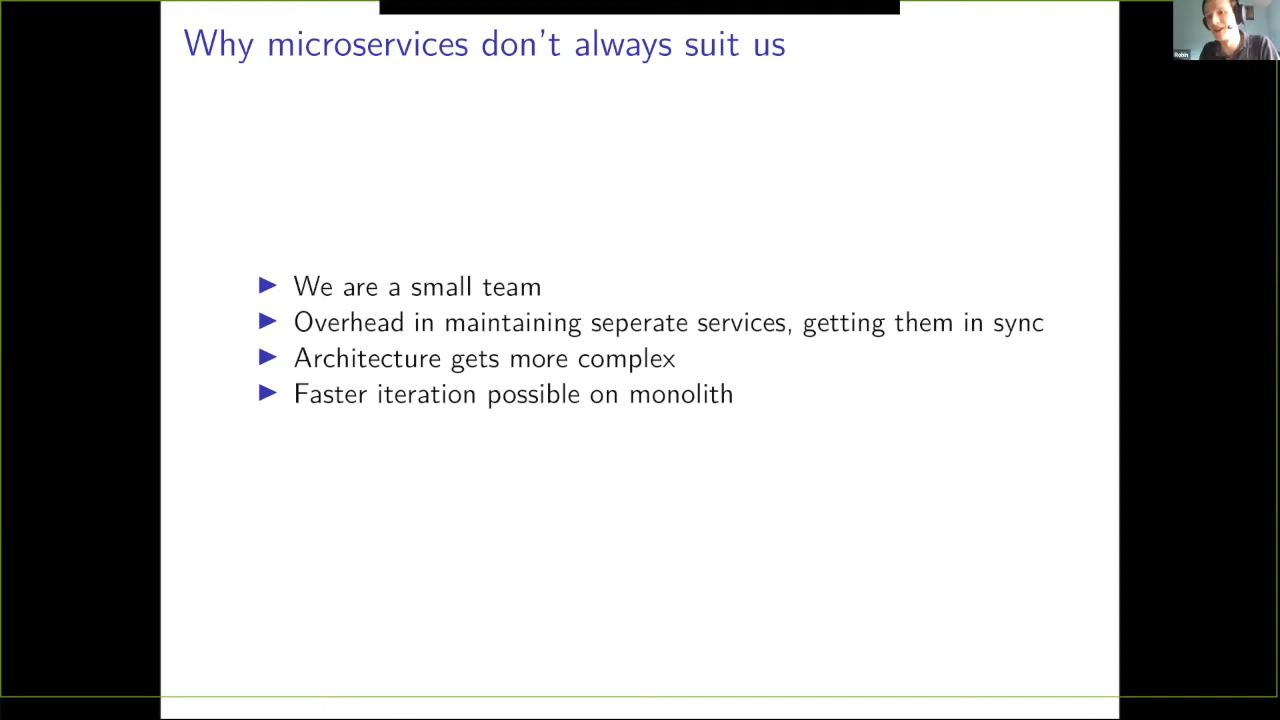 Why microservices don't always suit us
Robin
▶ We are a small team
▶ Overhead in maintaining seperate services, getting them in sync
▶ Architecture gets more complex
▶ Faster iteration possible on monolith